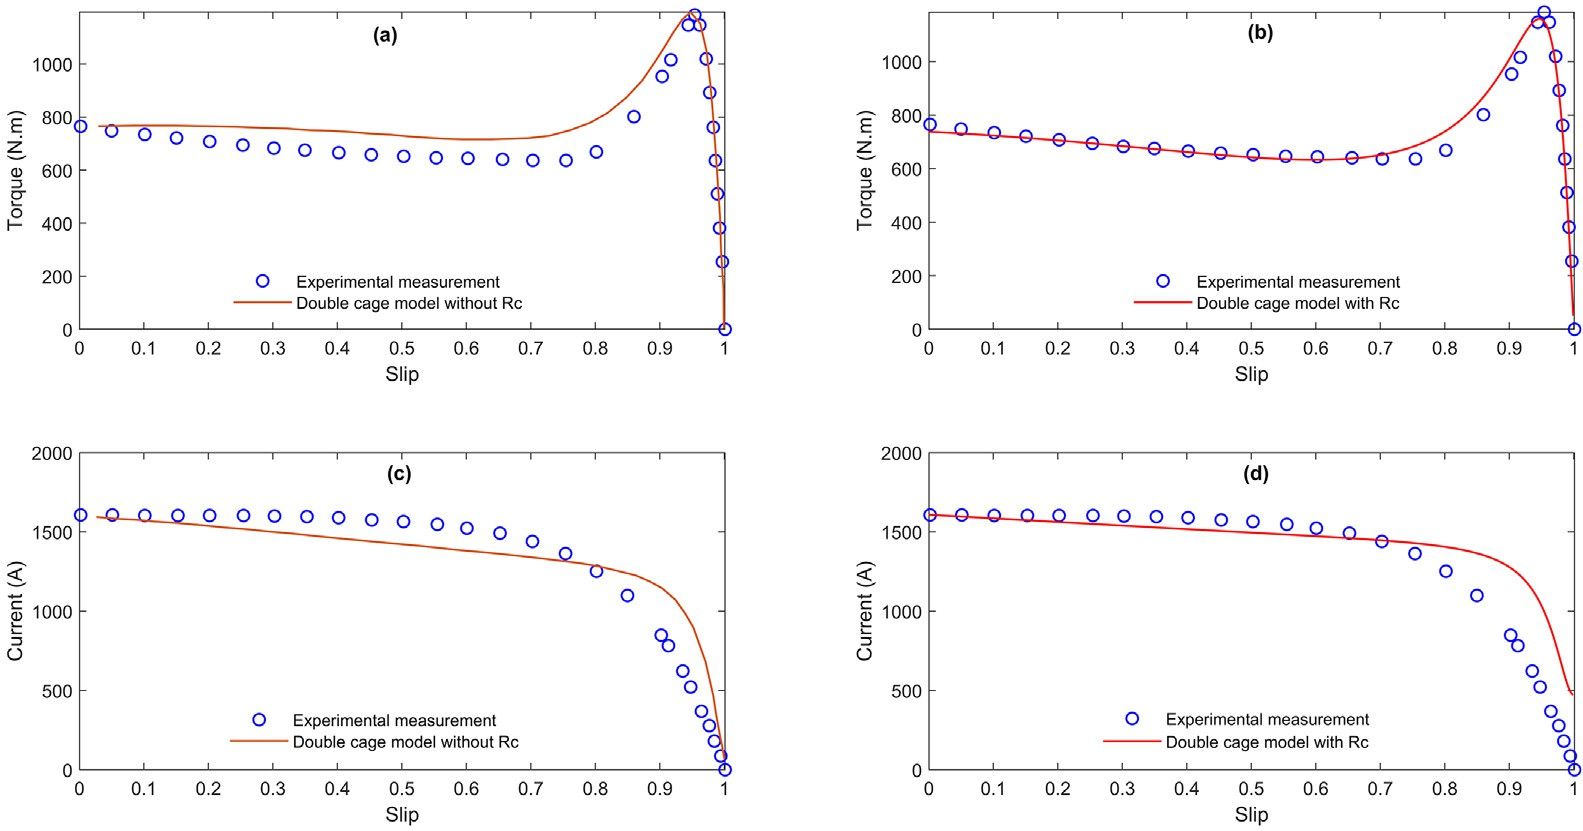 (a)
Torque (N.m)
1000
800
600
400
200
0
Experimental measurement
Double cage model without Rc
0 0.1 0.2 0.3 0.4 0.5 0.6 0.7 0.8 0.9 1
Slip
(b)
Torque (N.m)
1000
800
600
400
200
0
Experimental measurement
Double cage model with Rc
0 0.1 0.2 0.3 0.4 0.5 0.6 0.7 0.8 0.9 1
Slip
(c)
Current (A)
2000
1500
1000
500
0
Experimental measurement
Double cage model without Rc
0 0.1 0.2 0.3 0.4 0.5 0.6 0.7 0.8 0.9 1
Slip
(d)
Current (A)
2000
1500
1000
500
0
Experimental measurement
Double cage model with Rc
0 0.1 0.2 0.3 0.4 0.5 0.6 0.7 0.8 0.9 1
Slip